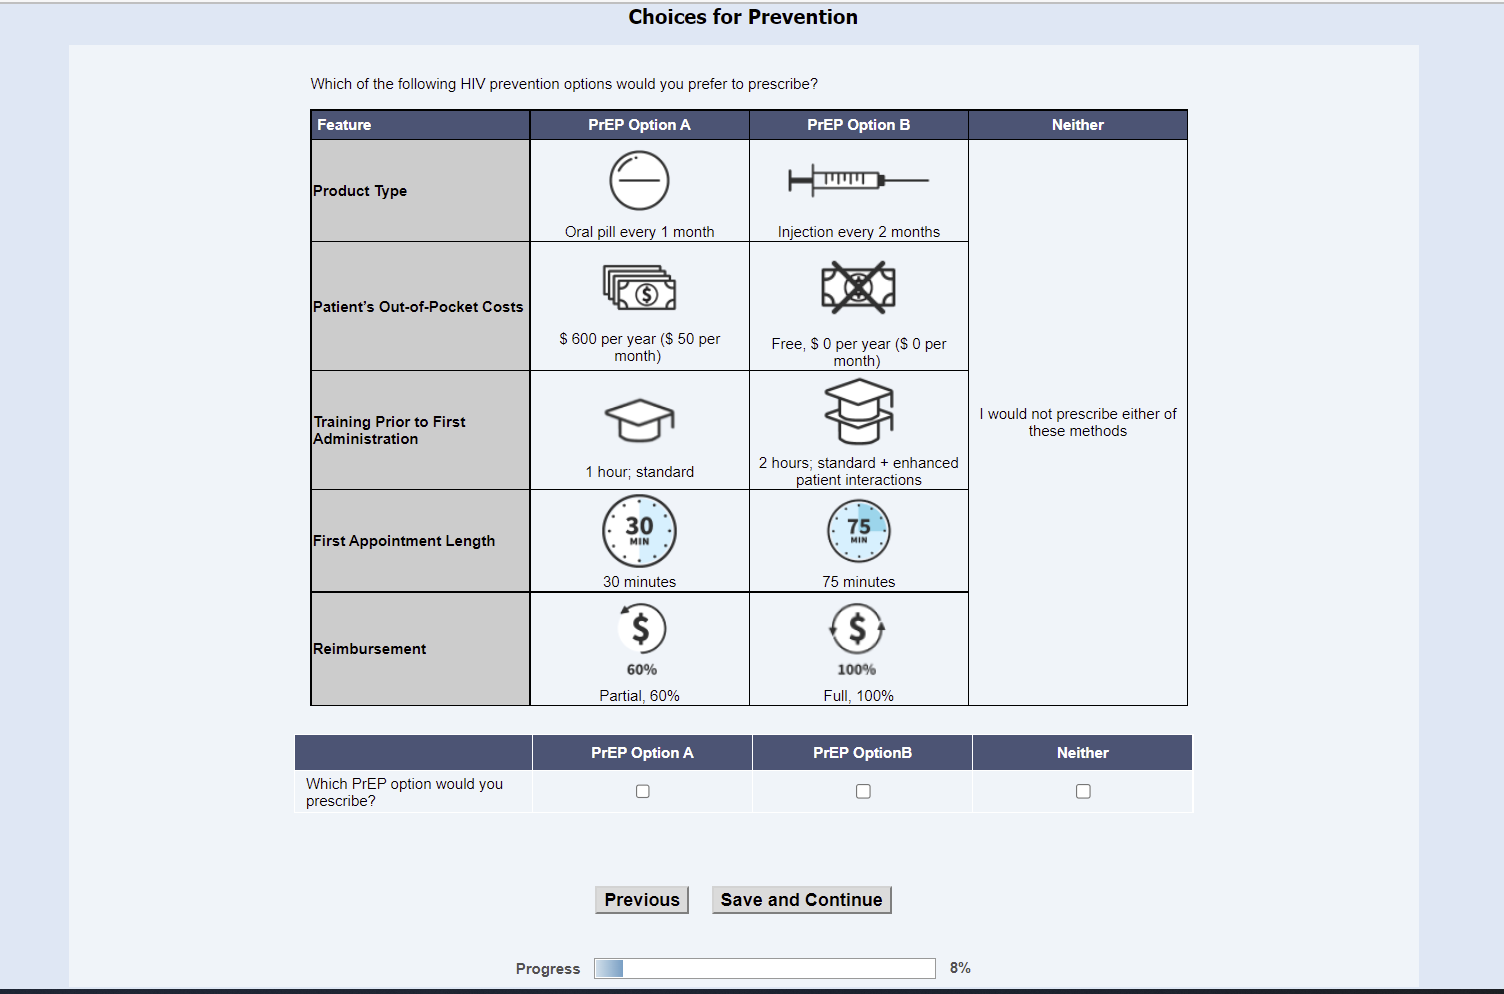 Choices for Prevention
Which of the following HIV prevention options would you prefer to prescribe?
Feature
PrEP Option A
PrEP Option B
Neither
Product Type
Oral pill every 1 month
Injection every 2 months
Patient's Out-of-Pocket Costs
$
$ 600 per year ($ 50 per
month)
Free, $ 0 per year ($ 0 per
month)
Training Prior to First
Administration
1 hour; standard
2 hours; standard + enhanced
patient interactions
I would not prescribe either of
these methods
First Appointment Length
30
MIN
30 minutes
75
MIN
75 minutes
Reimbursement
$
60%
Partial, 60%
$
100%
Full, 100%
PrEP Option A
PrEP OptionB
Neither
Which PrEP option would you
prescribe?
Previous
Save and Continue
Progress
8%